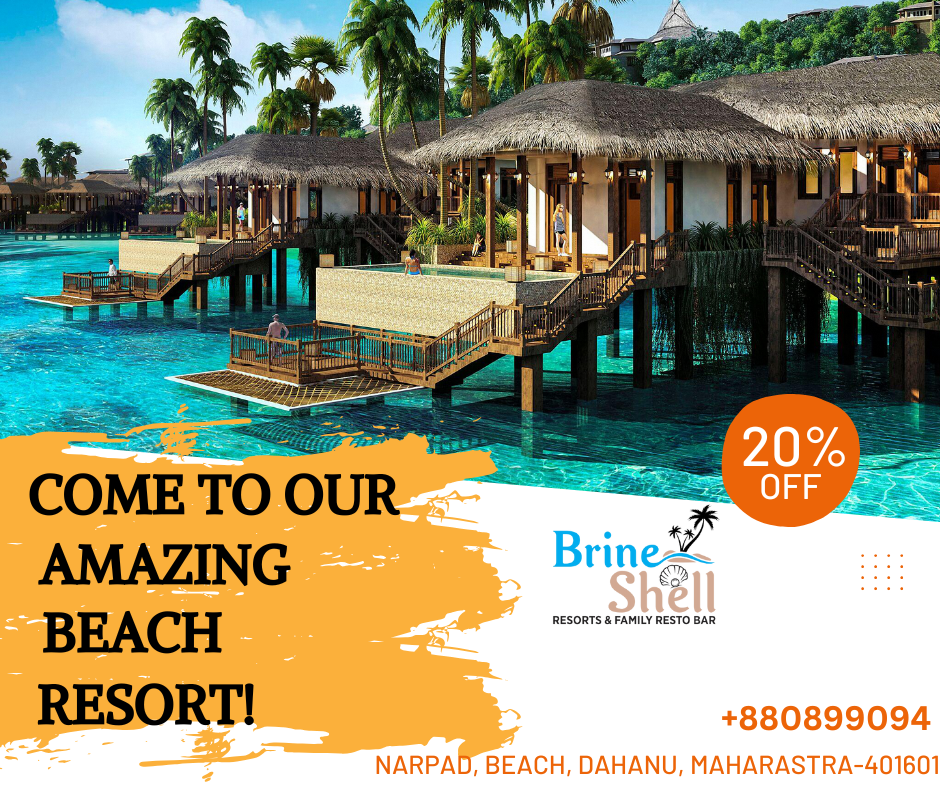 20%
OFF
COME TO OUR
AMAZING
BEACH
RESORT!
Brine
Shell
RESORTS & FAMILY RESTO BAR
+880899094
NARPAD, BEACH, DAHANU, MAHARASTRA-401601